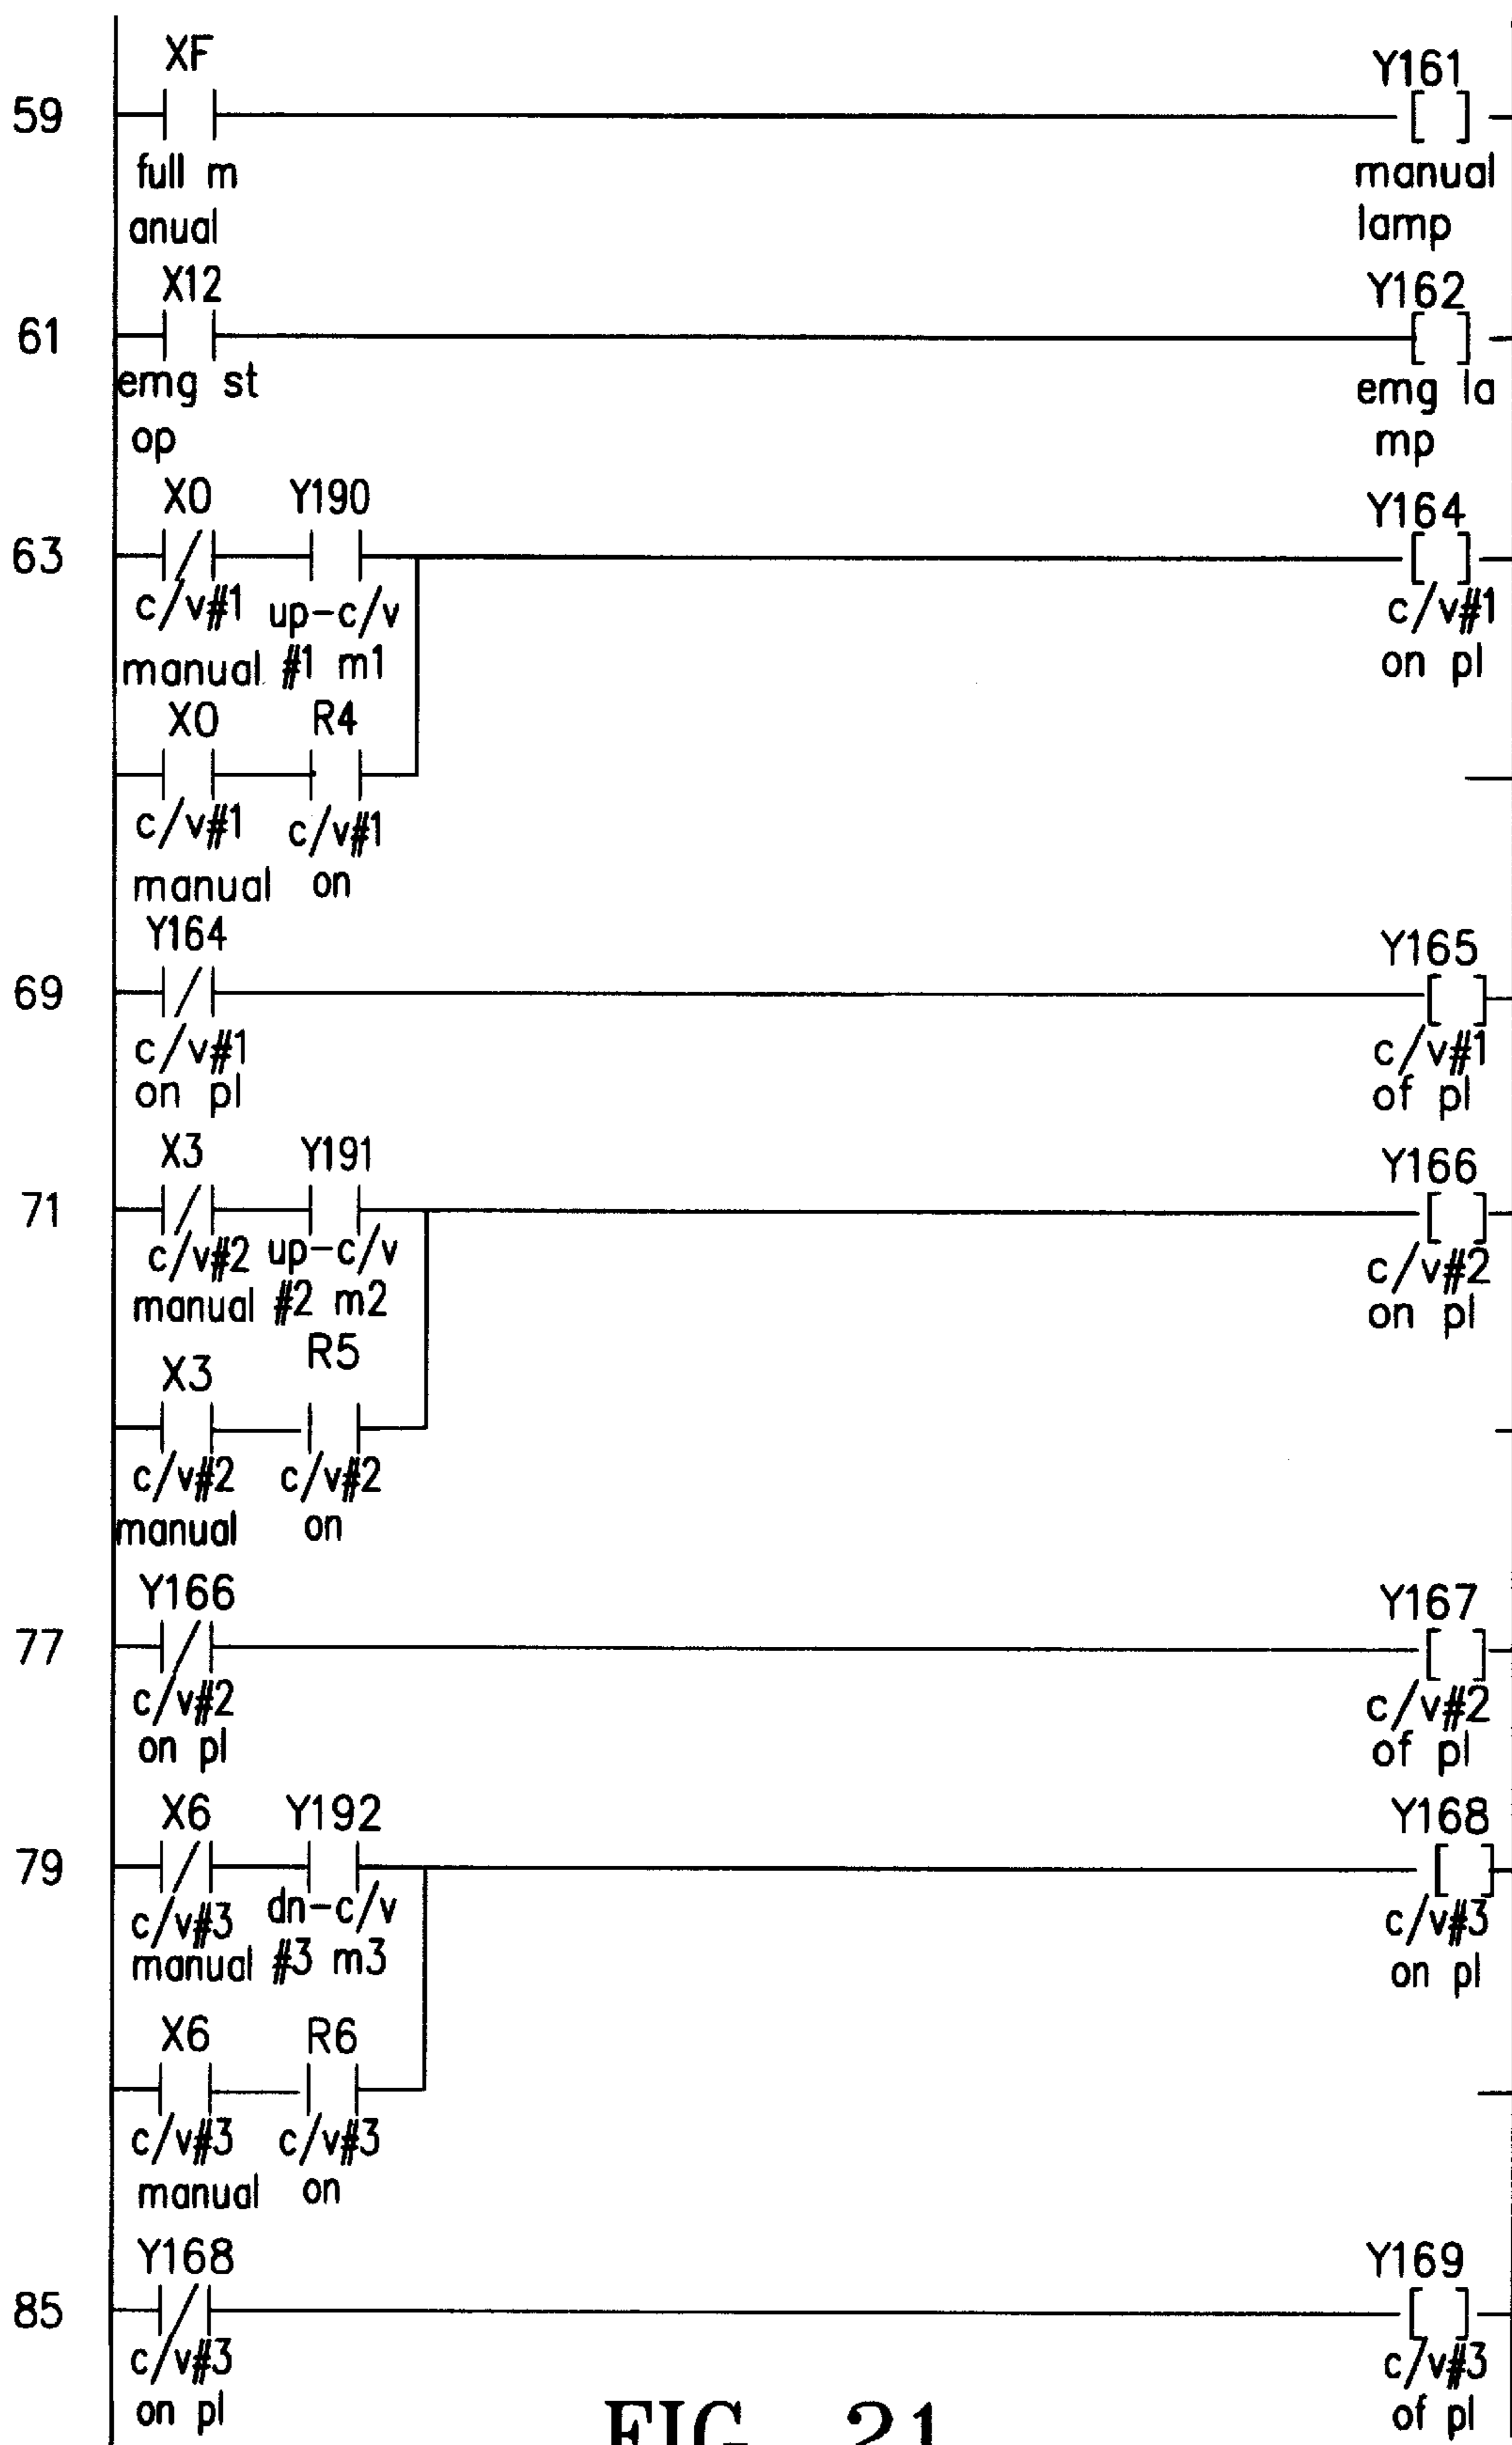 XF Y161
59
full m manual
anual lamp
X12 Y162
61
emg st emg la
op mp
X0 Y190 Y164
63
c/v#1 up-c/v c/v#1
manual #1 m1 on pl
X0 R4
c/v#1 c/v#1
manual on
Y164 Y165
69
c/v#1 c/v#1
on pl of pl
X3 Y191 Y166
71
c/v#2 up-c/v c/v#2
manual #2 m2 on pl
X3 R5
c/v#2 c/v#2
manual on
Y166 Y167
77
c/v#2 c/v#2
on pl of pl
X6 Y192 Y168
79
c/v#3 dn-c/v c/v#3
manual #3 m3 on pl
X6 R6
c/v#3 c/v#3
manual on
Y168 Y169
85
c/v#3 c/v#3
on pl of pl
FIG. 21